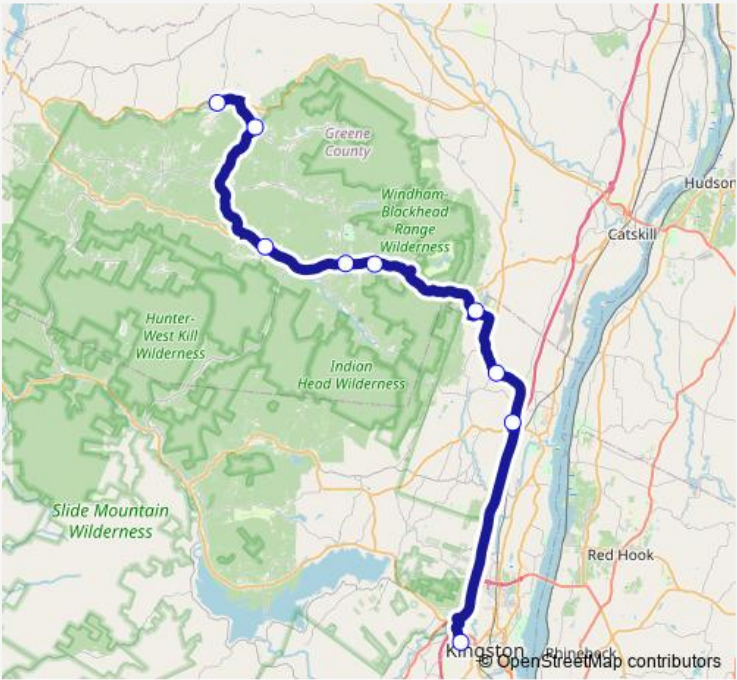 Greene
County
Hudson
Windham-
Blackhead
Range
Wilderness
Catskill
Hunter-
West Kill
Wilderness
Indian
Head Wilderness
Slide Mountain
Wilderness
Red Hook
Kingston
Rhinebeck
© OpenStreetMap contributors